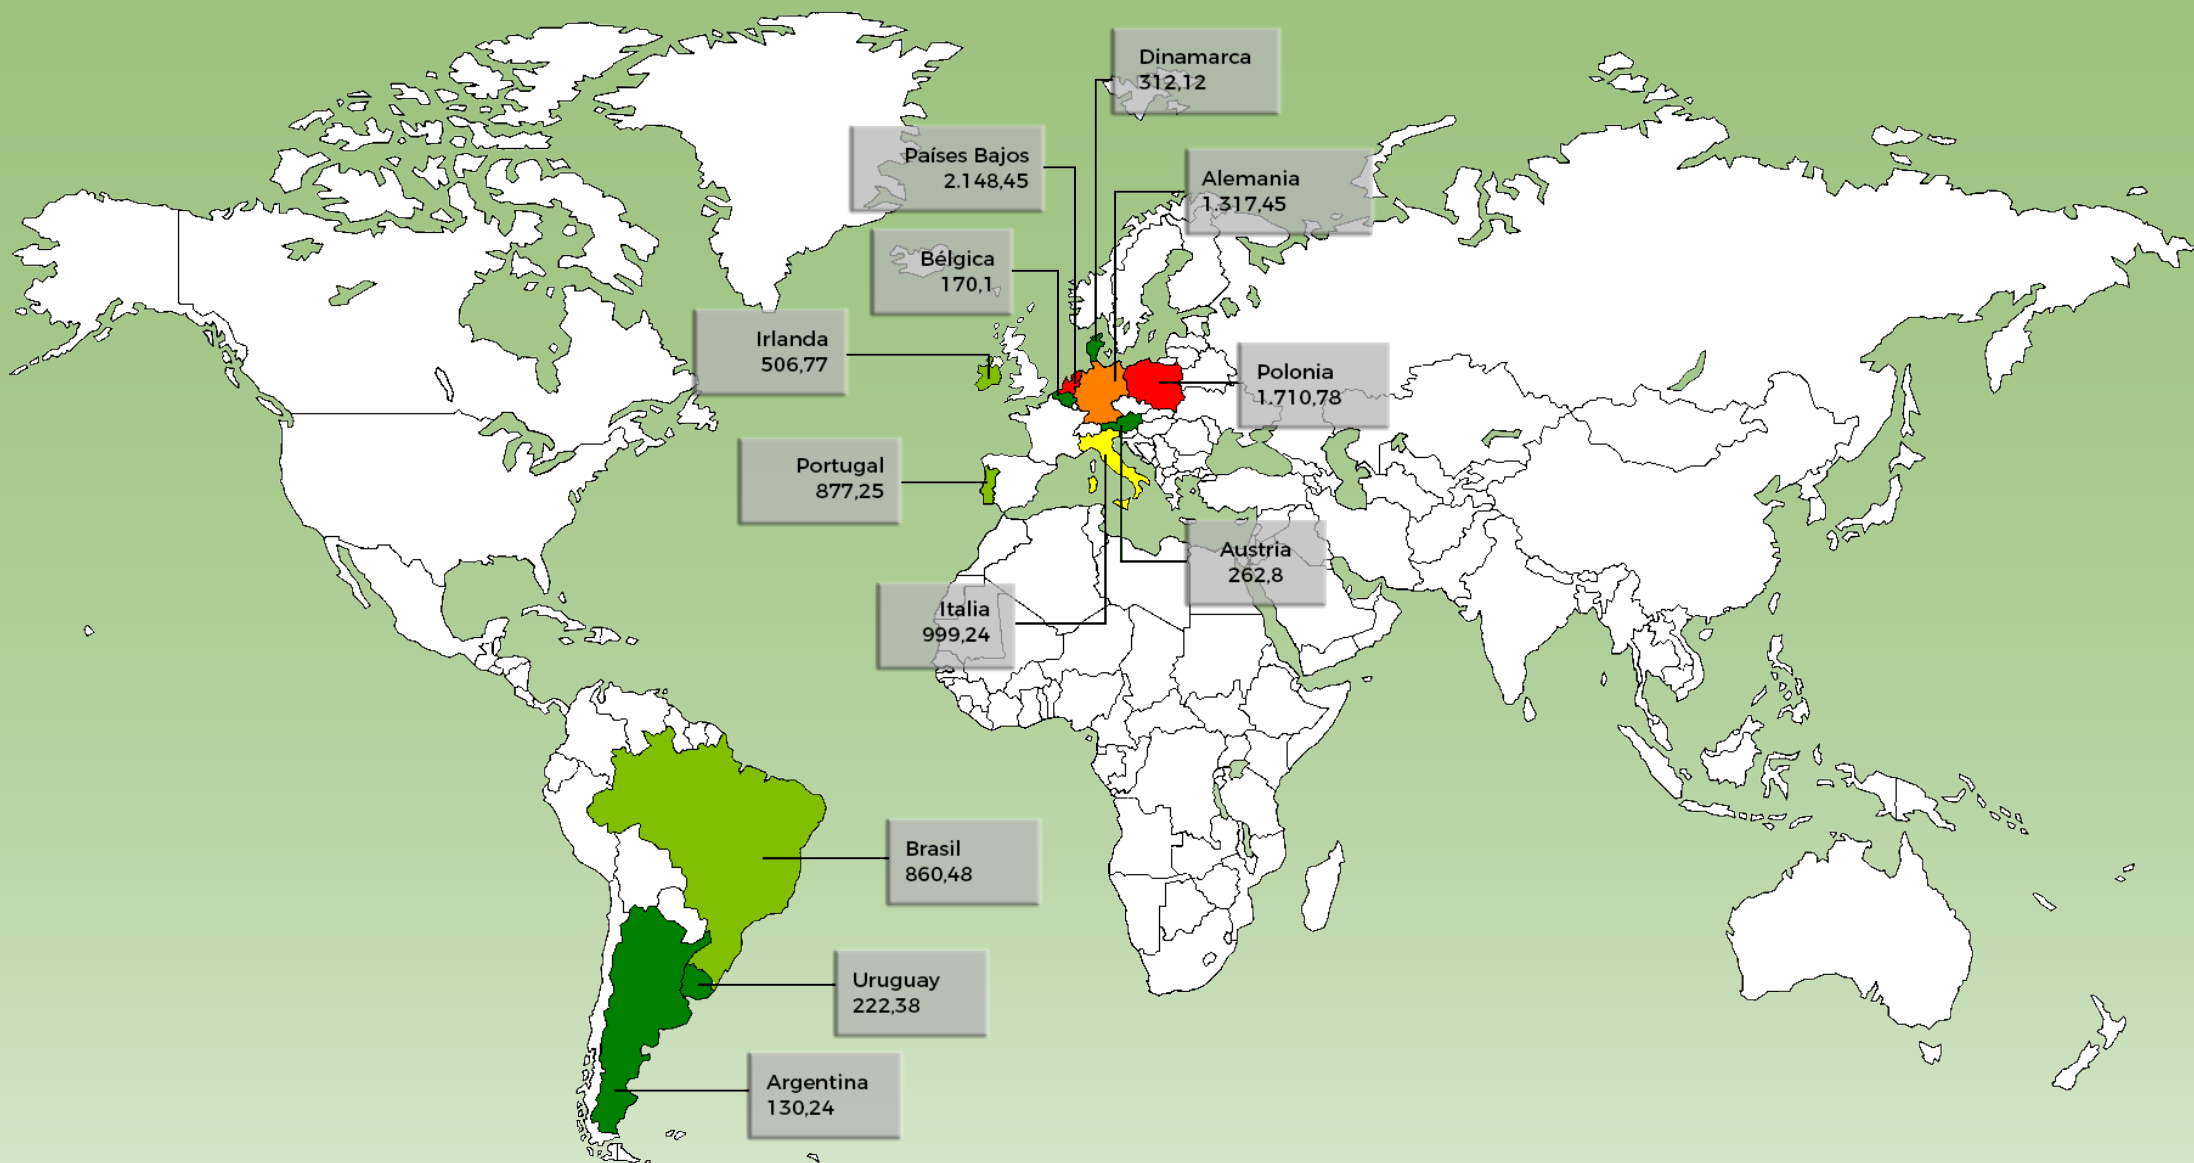 Dinamarca
312,12
Países Bajos
2.148,45
Alemania
1.317,45
Bélgica
170,1
Irlanda
506,77
Polonia
1.710,78
Portugal
877,25
Austria
262,8
Italia
999,24
Brasil
860,48
Uruguay
222,38
Argentina
130,24